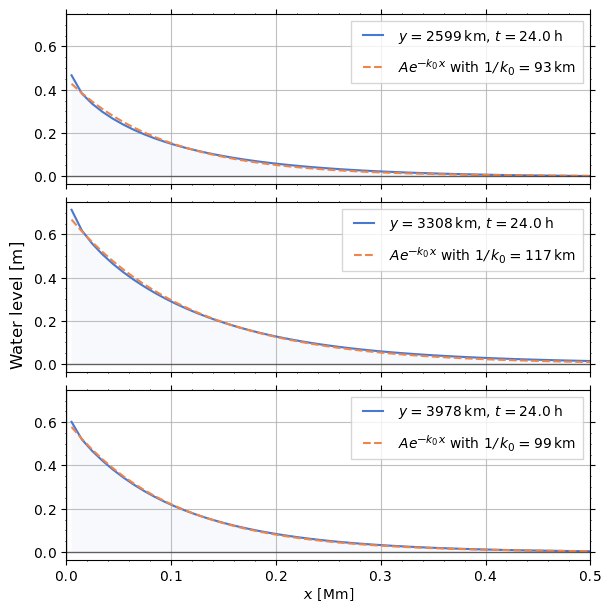 0.6
0.4
0.2
0.0
y = 2599 km, t = 24.0 h
Ae^{-k_0 x} with 1/k_0 = 93 km
0.6
0.4
0.2
0.0
y = 3308 km, t = 24.0 h
Ae^{-k_0 x} with 1/k_0 = 117 km
Water level [m]
0.6
0.4
0.2
0.0
y = 3978 km, t = 24.0 h
Ae^{-k_0 x} with 1/k_0 = 99 km
0.0 0.1 0.2 0.3 0.4 0.5
x [Mm]